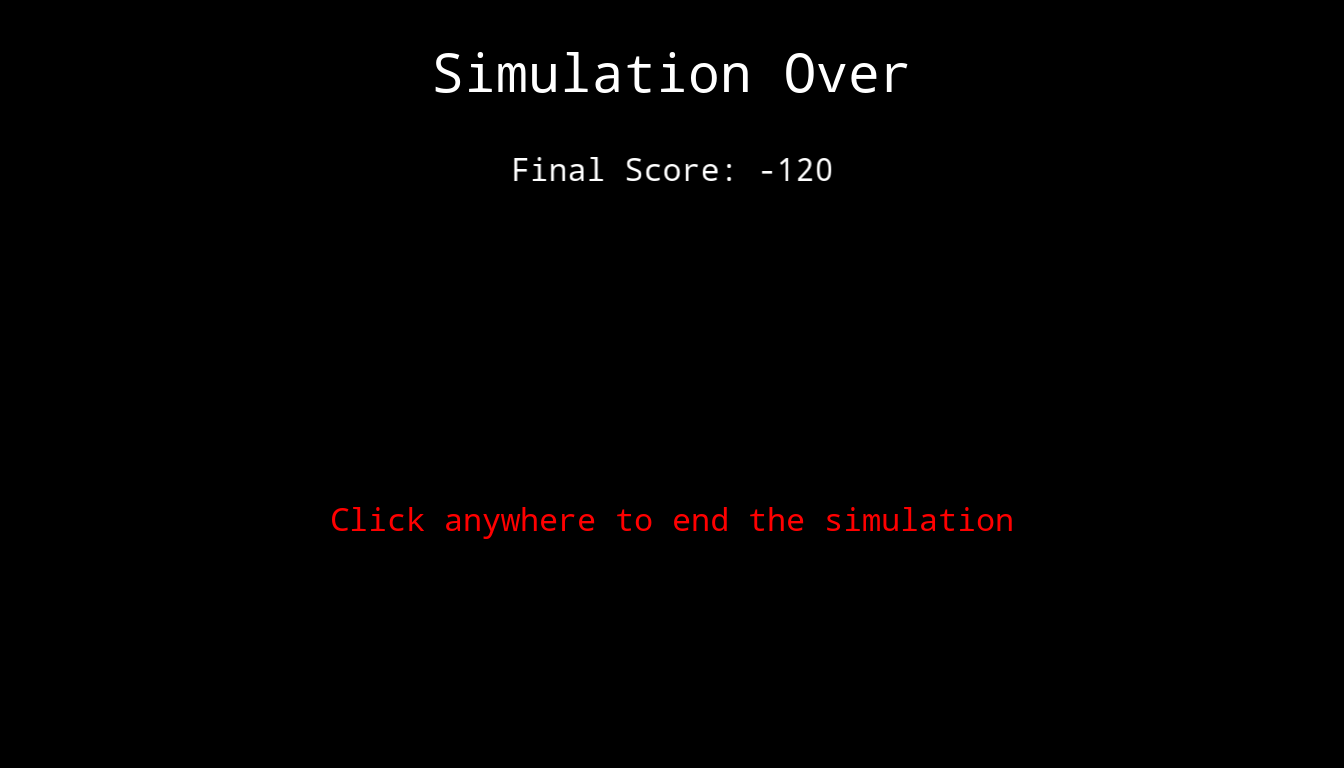 Simulation Over
Final Score: -120
Click anywhere to end the simulation